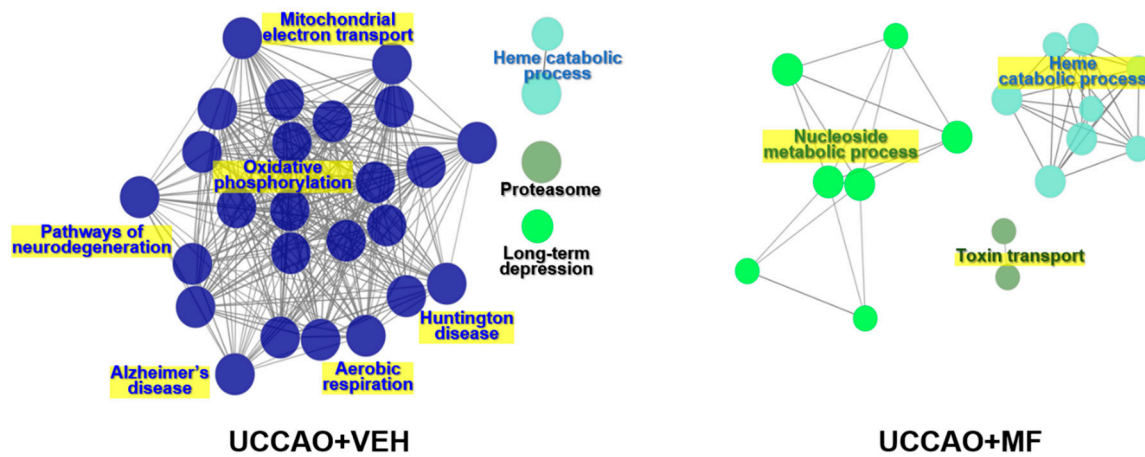 Mitochondrial
electron transport
Heme catabolic
process
Oxidative
phosphorylation
Proteasome
Pathways of
neurodegeneration
Long-term
depression
Huntington
disease
Alzheimer's
disease
Aerobic
respiration
UCCAO+VEH
Heme
catabolic process
Nucleoside
metabolic process
Toxin transport
UCCAO+MF